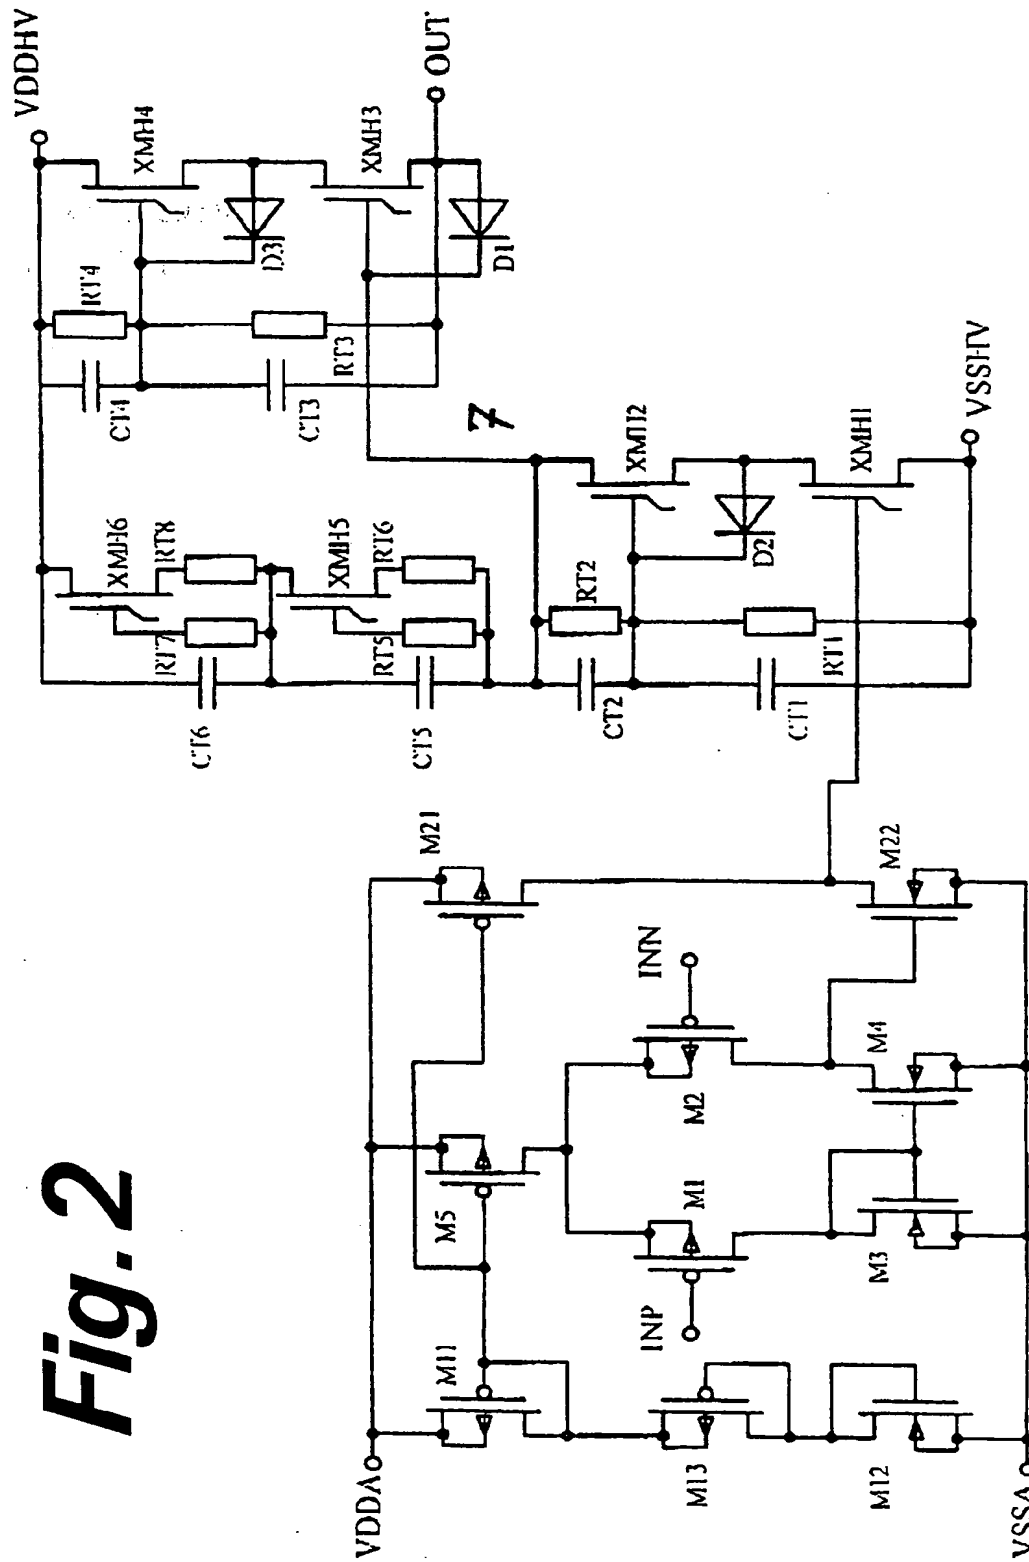 Fig. 2
VDDHV
XMH4
RT4
D3
CT4
XMH3
OUT
RT3
CT3
D1
7
XMH6
RT8
RT7
CT6
XMH5
RT6
RT5
CT5
XMH2
RT2
CT2
D2
XMH1
RT1
CT1
VSSHV
VDDA
M11
M5
M21
INP
M1
M2
INN
M13
M12
M3
M4
M22
VSSA